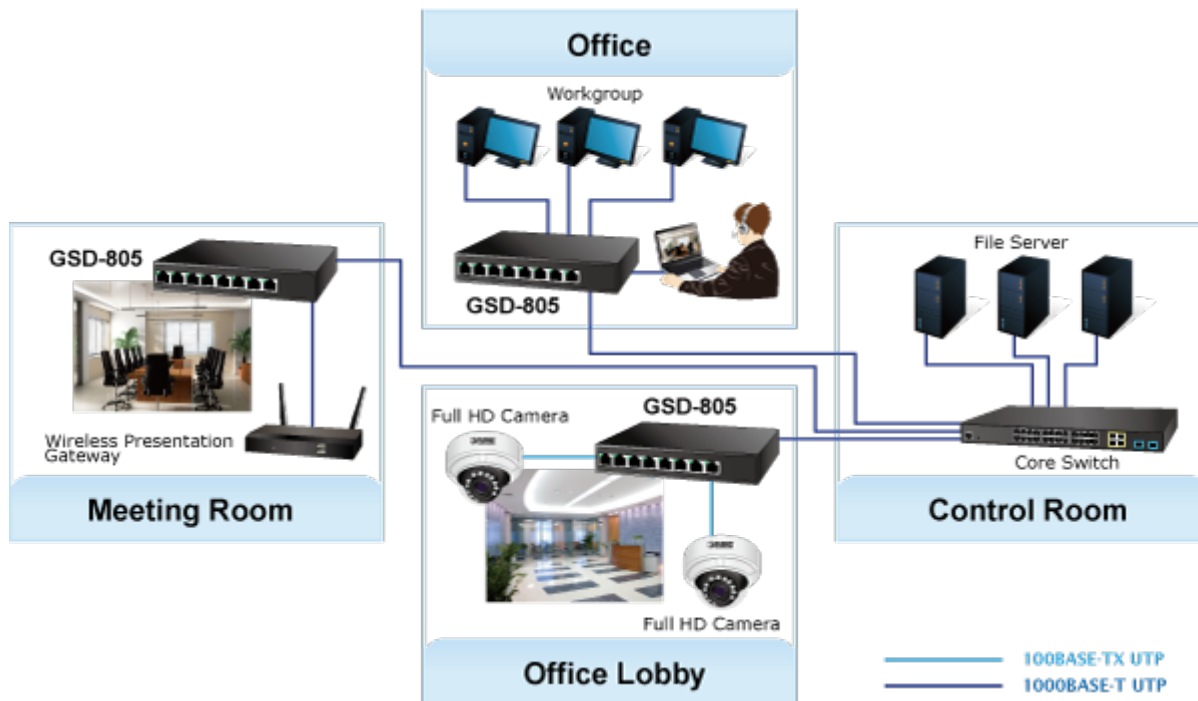 Office
Workgroup
GSD-805
GSD-805
Wireless Presentation
Gateway
Meeting Room
Full HD Camera
GSD-805
Full HD Camera
Office Lobby
File Server
Core Switch
Control Room
100BASE-TX UTP
1000BASE-T UTP